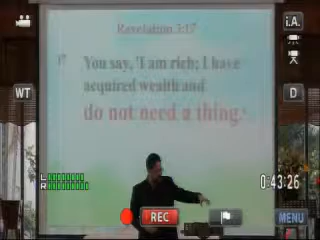 Revelation 3:17
i.A.
17 You say, 'I am rich; I have
acquired wealth and
WT
D
do not need a thing.'
L
R
0:43:26
REC
MENU